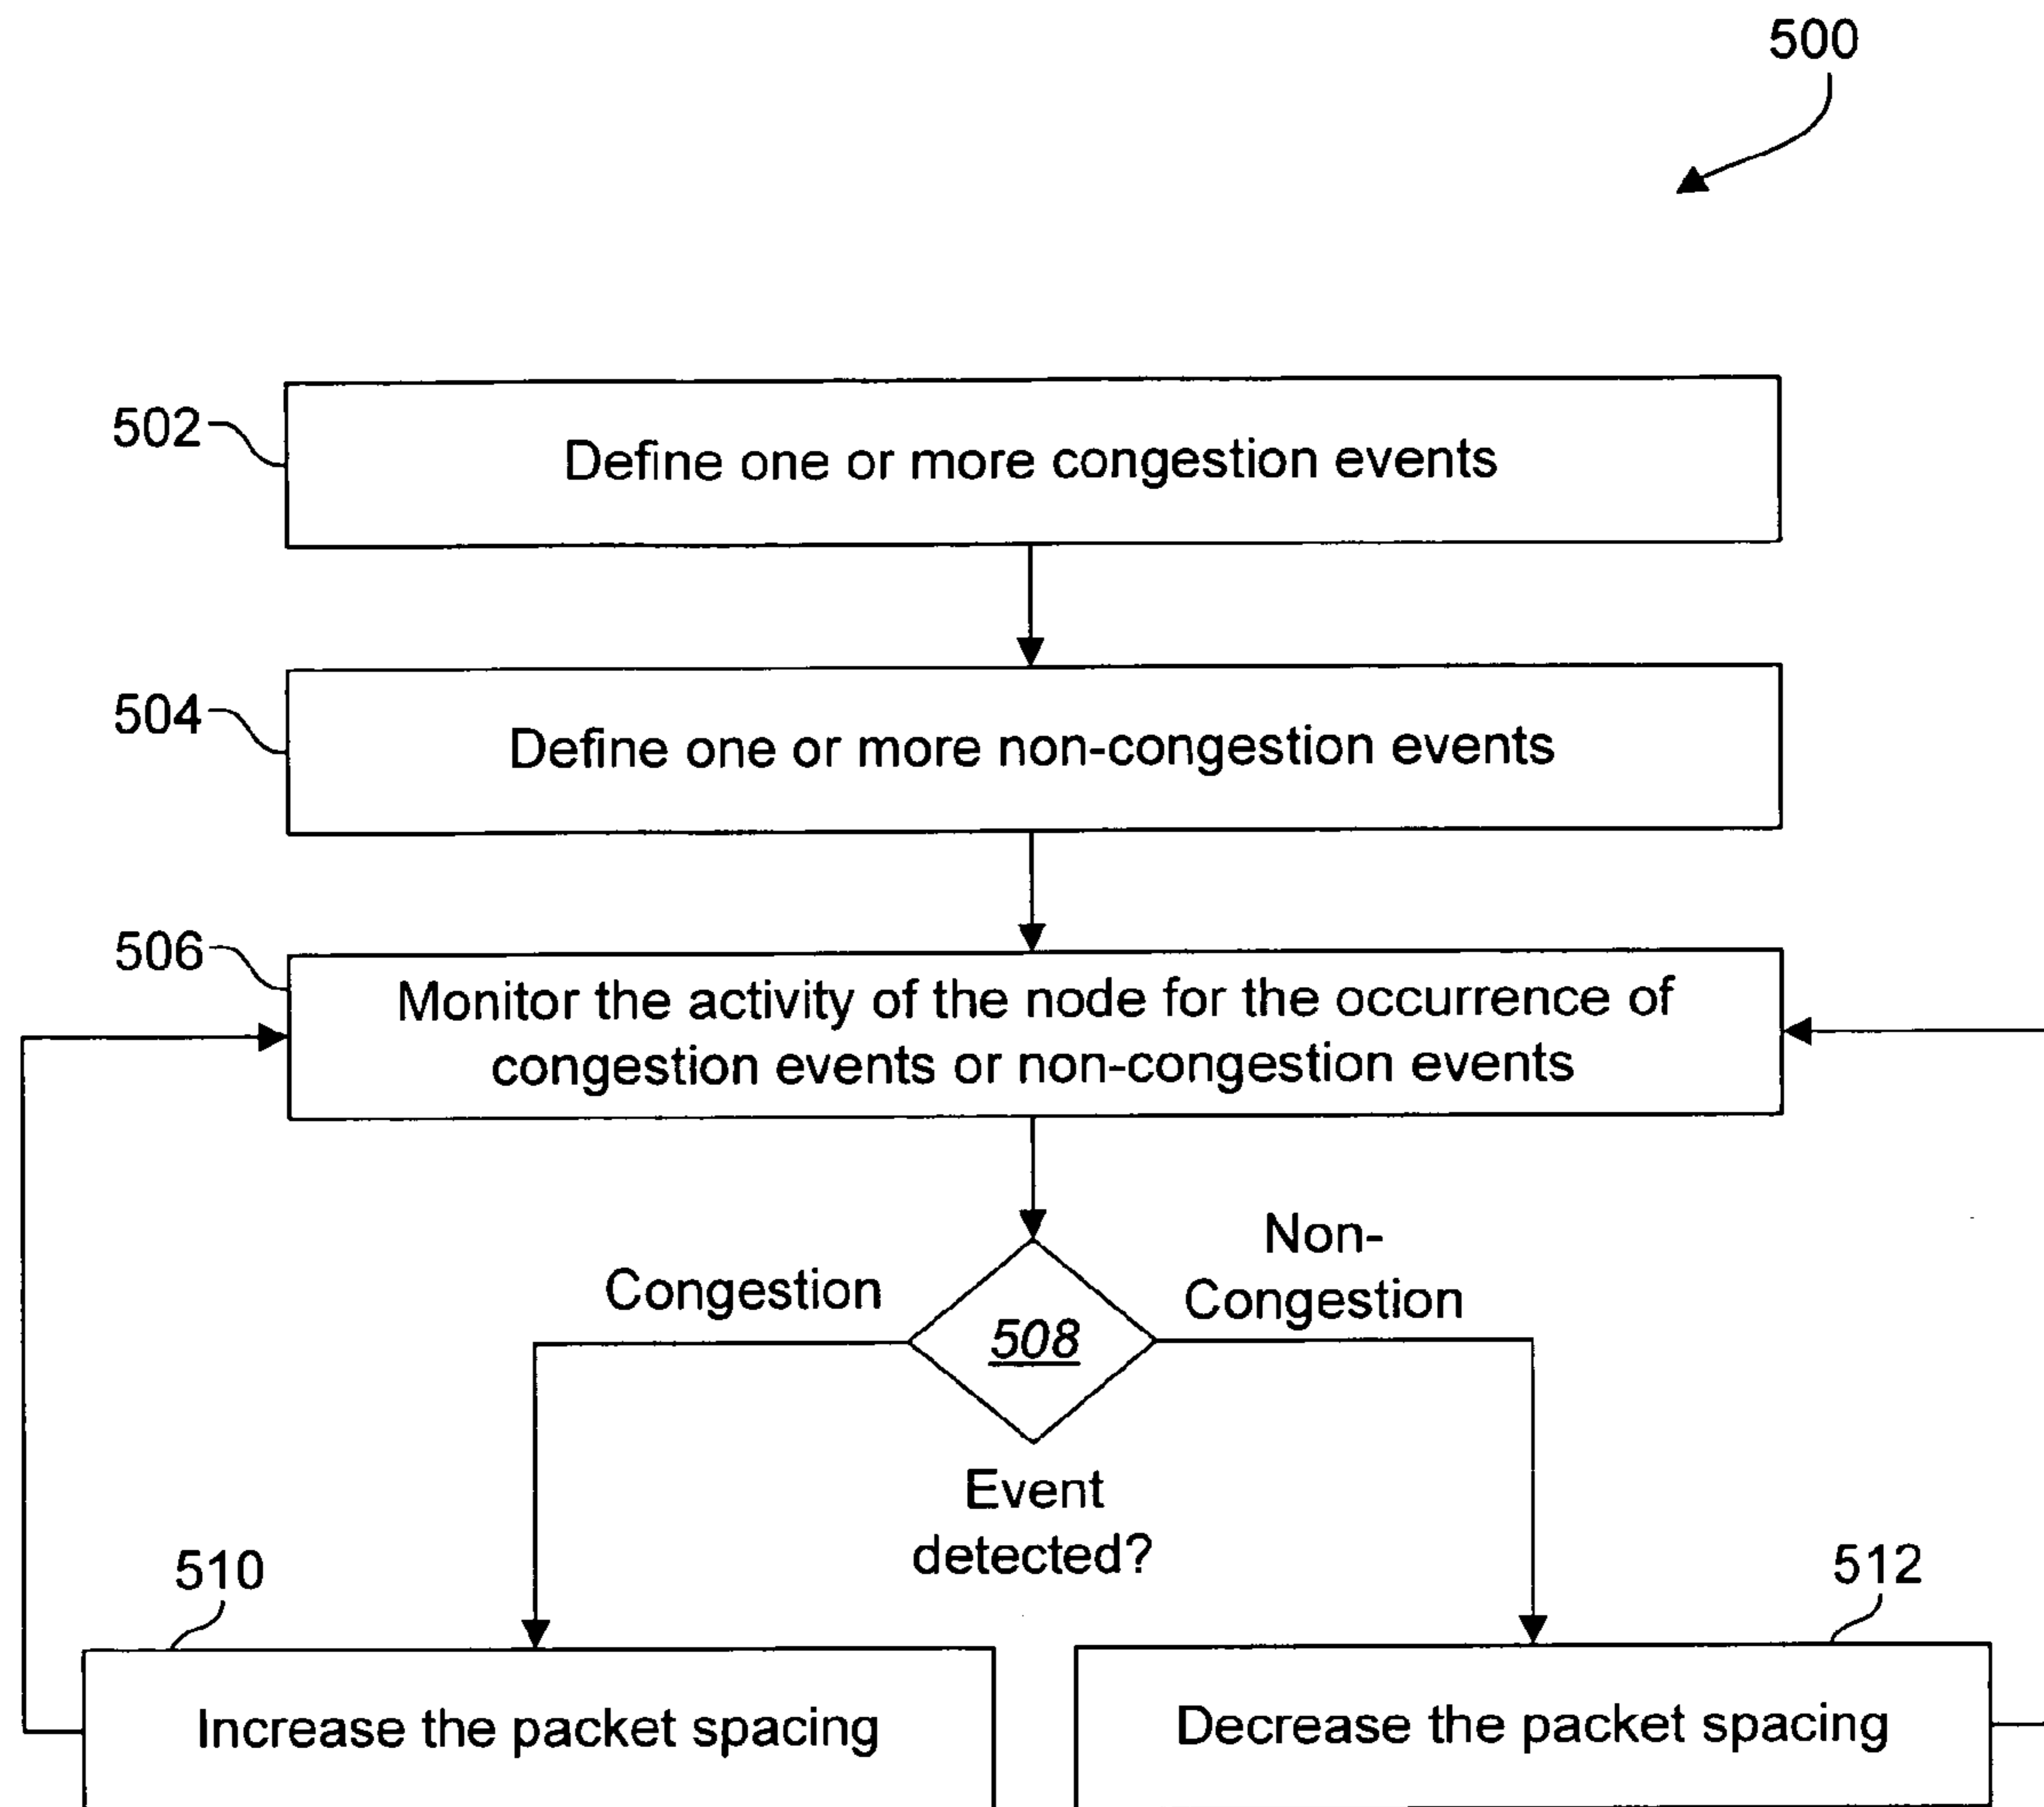 500
502
Define one or more congestion events
504
Define one or more non-congestion events
506
Monitor the activity of the node for the occurrence of
congestion events or non-congestion events
Congestion
Non-
Congestion
508
Event
detected?
510
Increase the packet spacing
512
Decrease the packet spacing